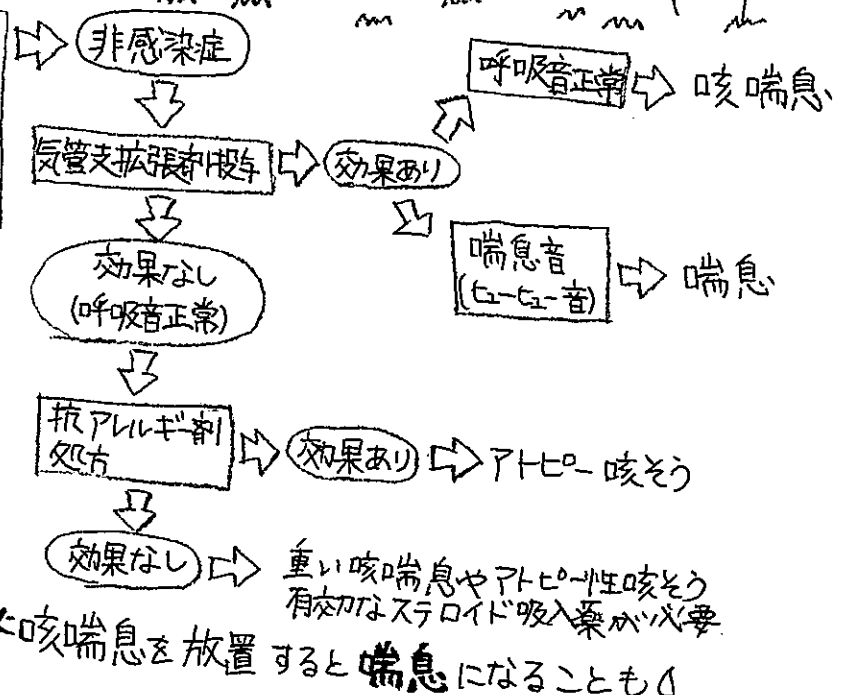 非感染症
呼吸音正常
咳喘息
気管支拡張剤投与
効果あり
喘息音
(ヒューヒュー音)
喘息
効果なし
(呼吸音正常)
抗アレルギー剤
処方
効果あり
アトピー咳そう
効果なし
重い咳喘息やアトピー性咳そう
有効なステロイド吸入薬が必要
咳喘息を放置すると喘息になることも